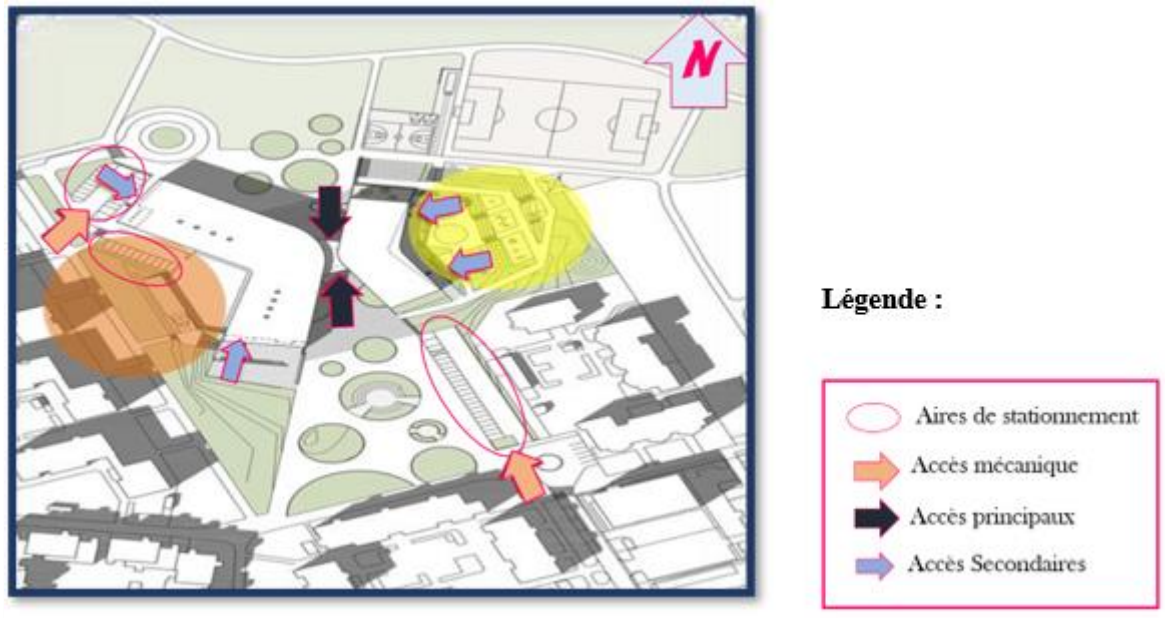 N
Légende :
Aires de stationnement
Accès mécanique
Accès principaux
Accès Secondaires